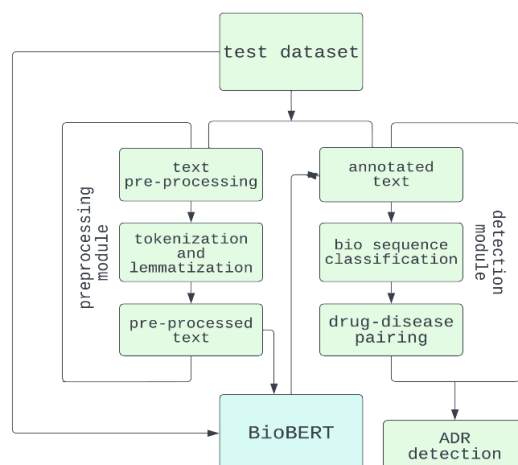 test dataset
text
pre-processing
tokenization
and
lemmatization
pre-processed
text
preprocessing
module
annotated
text
bio sequence
classification
drug-disease
pairing
detection
module
BioBERT
ADR
detection